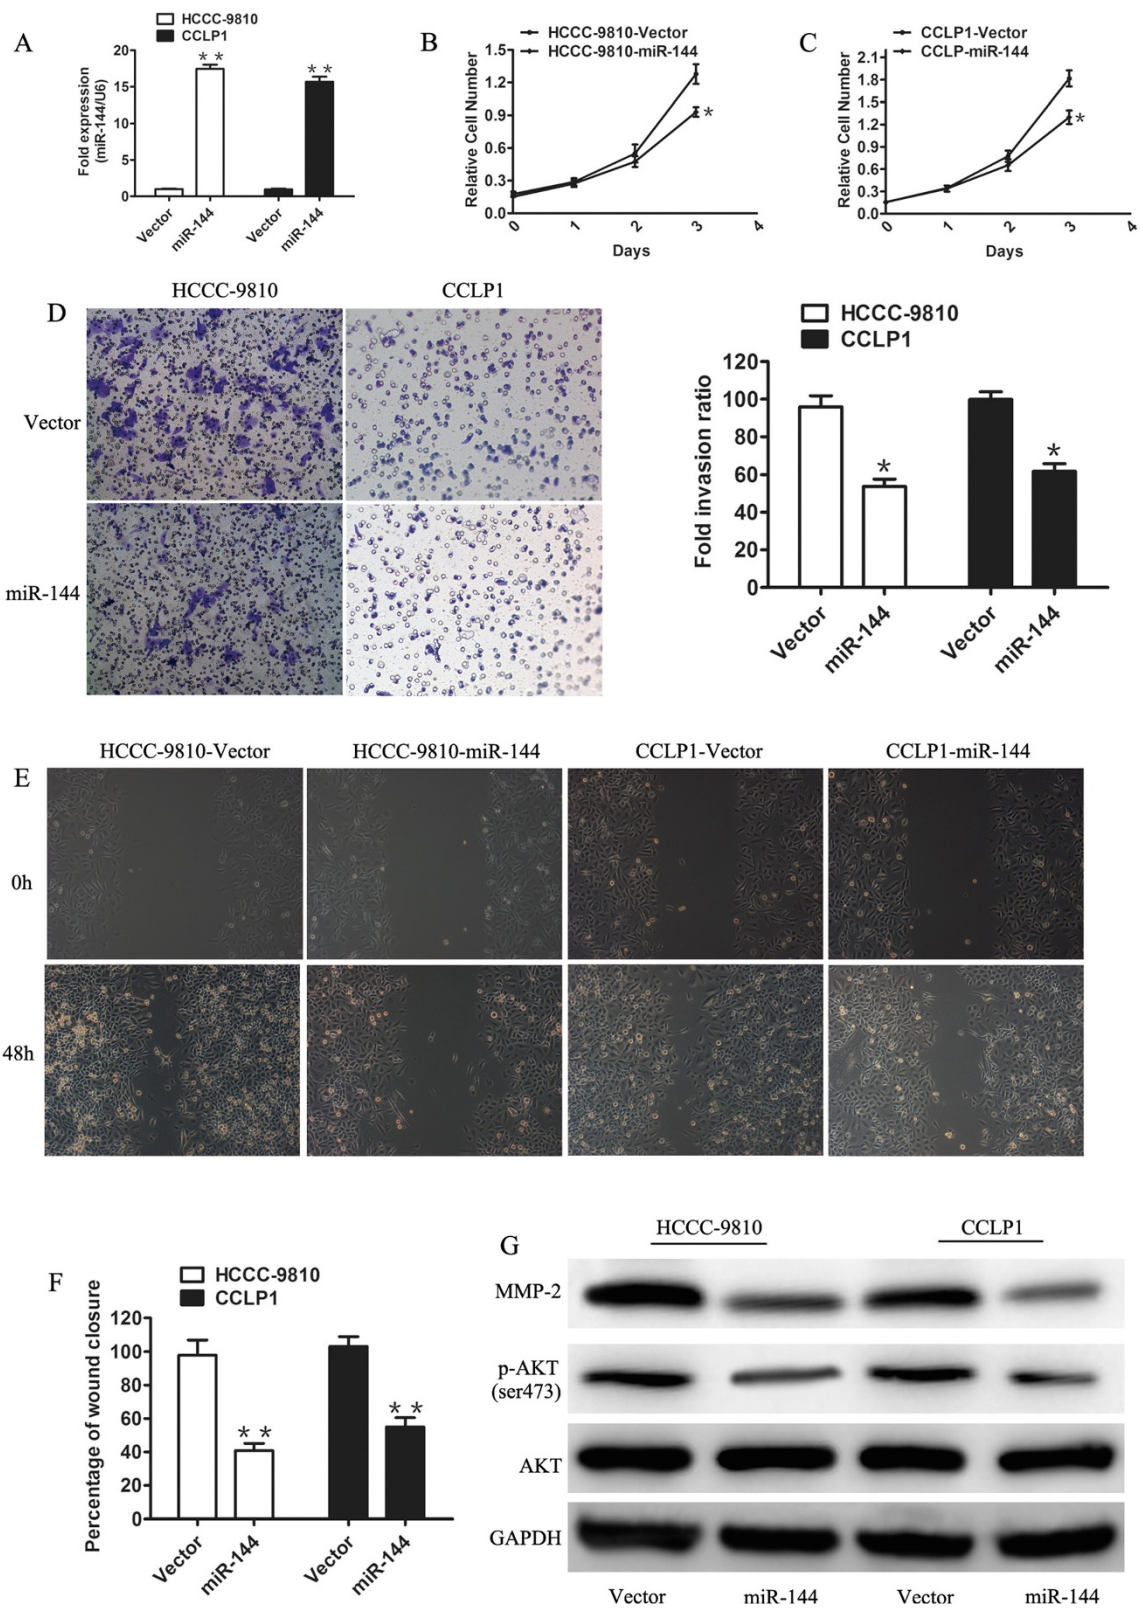 A
HCCC-9810
CCLP1
Fold expression
(miR-144/U6)
20
15
10
5
0
**
**
Vector
miR-144
Vector
miR-144
B
HCCC-9810-Vector
HCCC-9810-miR-144
Relative Cell Number
1.5
1.2
0.9
0.6
0.3
0.0
*
0 1 2 3 4
Days
C
CCLP1-Vector
CCLP-miR-144
Relative Cell Number
2.1
1.8
1.5
1.2
0.9
0.6
0.3
0.0
*
0 1 2 3 4
Days
D
HCCC-9810 CCLP1
Vector
miR-144
HCCC-9810
CCLP1
Fold invasion ratio
120
100
80
60
40
20
0
*
*
Vector
miR-144
Vector
miR-144
E
HCCC-9810-Vector HCCC-9810-miR-144 CCLP1-Vector CCLP1-miR-144
0h
48h
F
HCCC-9810
CCLP1
Percentage of wound closure
120
100
80
60
40
20
0
**
**
Vector
miR-144
Vector
miR-144
G
HCCC-9810 CCLP1
MMP-2
p-AKT
(ser473)
AKT
GAPDH
Vector miR-144 Vector miR-144